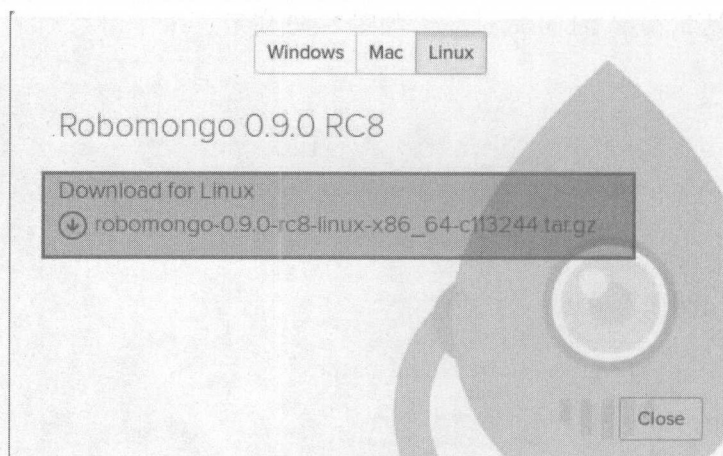 Windows Mac Linux
Robomongo 0.9.0 RC8
Download for Linux
robomongo-0.9.0-rc8-linux-x86_64-c113244.tar.gz
Close